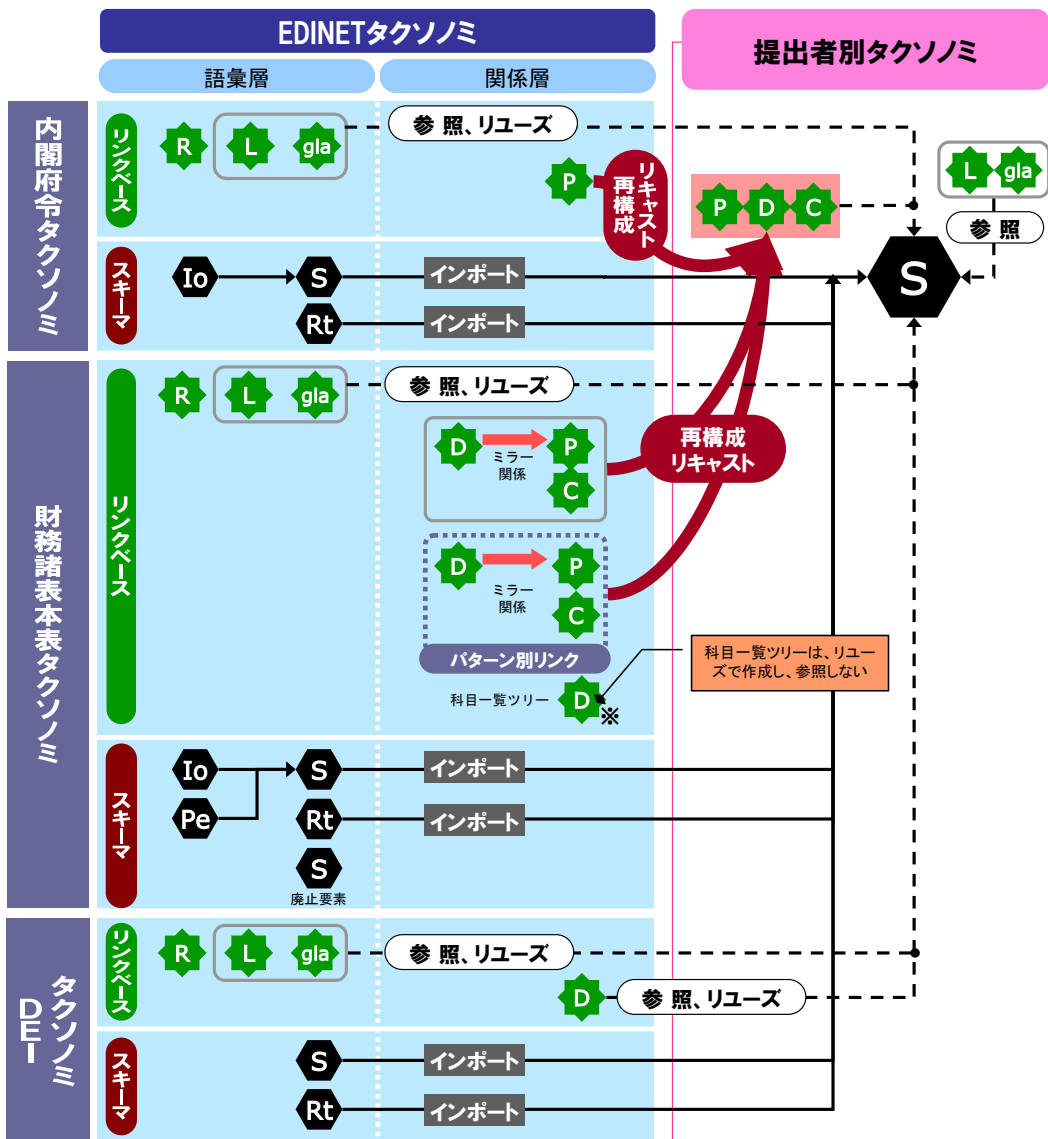 EDINETタクソノミ
提出者別タクソノミ
語彙層
関係層
内閣府令タクソノミ
リンクベース
R
L
gla
参照、リユーズ
P
リキャスト
再構成
P
D
C
L
gla
参照
S
スキーマ
Io
S
インポート
Rt
インポート
財務諸表本表タクソノミ
リンクベース
R
L
gla
参照、リユーズ
D
ミラー
関係
P
C
再構成
リキャスト
D
ミラー
関係
P
C
パターン別リンク
科目一覧ツリー
D
※
科目一覧ツリーは、リユー
ズで作成し、参照しない
スキーマ
Io
S
インポート
Pe
Rt
インポート
S
廃止要素
DEI
タクソノミ
リンクベース
R
L
gla
参照、リユーズ
D
参照、リユーズ
スキーマ
S
インポート
Rt
インポート